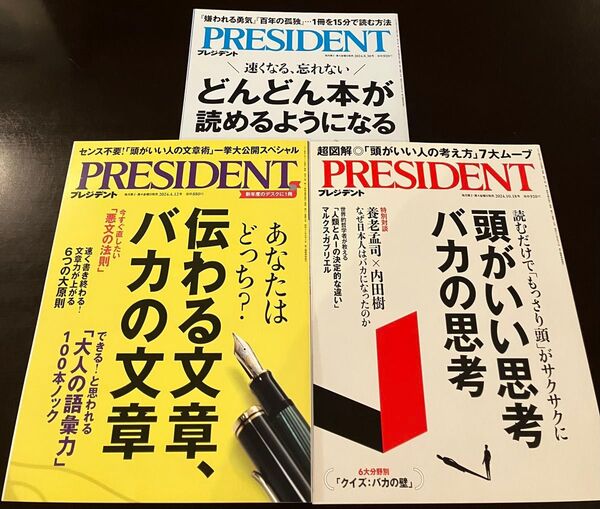 「嫌われる勇気」「百年の孤独」…1冊を15分で読む方法
PRESIDENT
プレジデント
速くなる、忘れない
どんどん本が
読めるようになる
センス不要!「頭がいい人の文章術」一挙大公開スペシャル
PRESIDENT
プレジデント
2024.4.12号
新年度のデスクに1冊
あなたは
どっち?
伝わる文章、
バカの文章
今すぐ直したい
「悪文の法則」
速く書き終わる!
文章力が上がる
6つの大原則
できる!と思われる
「大人の語彙力」
100本ノック
超図解◎「頭がいい人の考え方」7大ムーブ
PRESIDENT
プレジデント
2024.10.18号
読むだけで「もっさり頭」がサクサクに
頭がいい思考
バカの思考
特別対談
養老孟司×内田樹
なぜ日本人はバカになったのか
世界的哲学者が教える
「人類とAIの決定的な違い」
マルクス・ガブリエル
6大分野別
「クイズ:バカの壁」